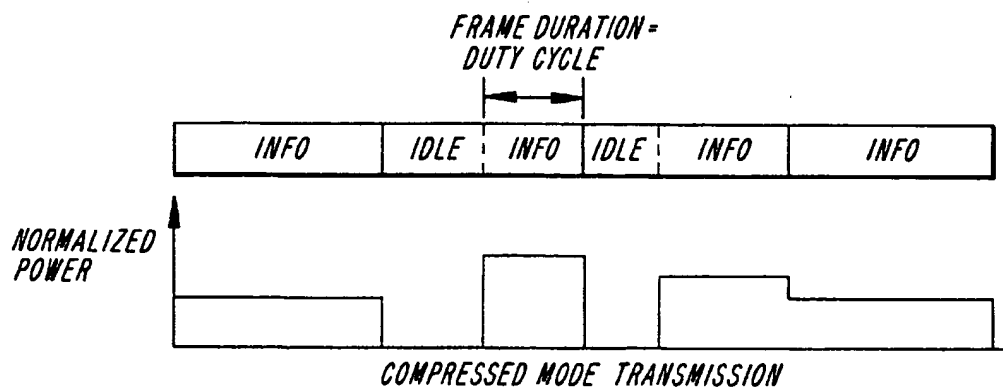 FRAME DURATION=
DUTY CYCLE
INFO IDLE INFO IDLE INFO INFO
NORMALIZED
POWER
COMPRESSED MODE TRANSMISSION